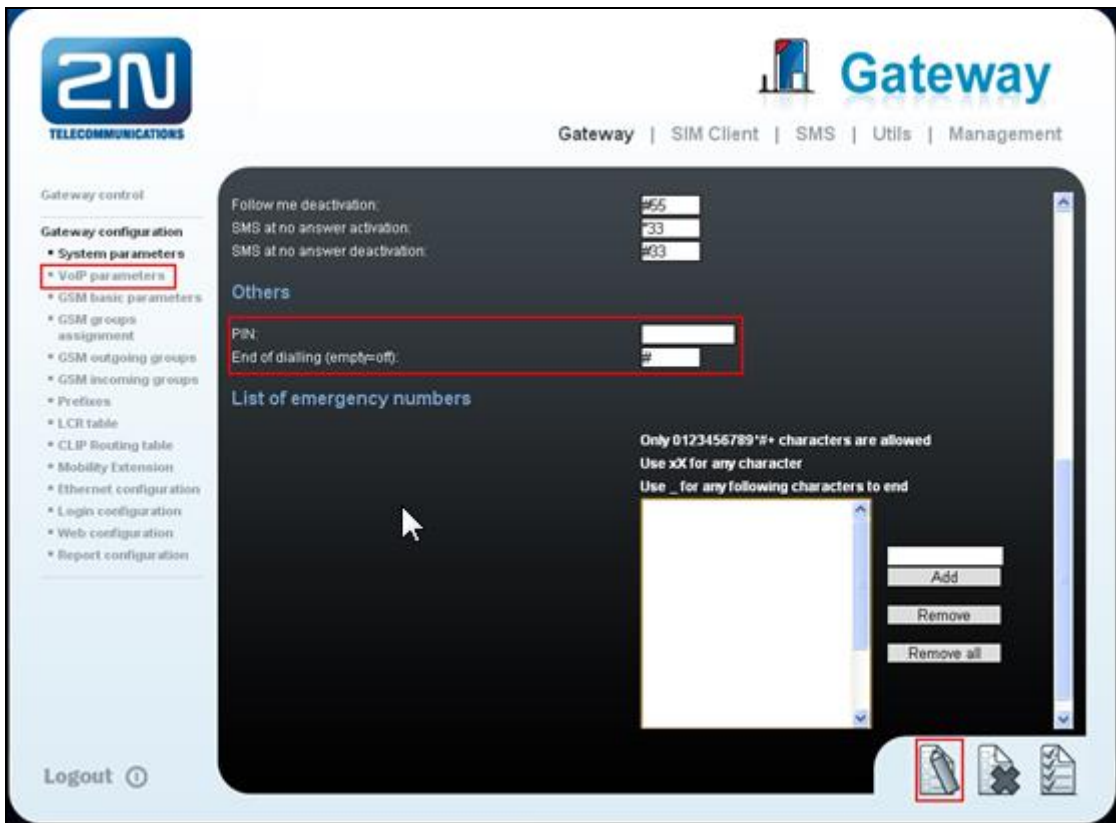 2N
TELECOMMUNICATIONS
Gateway
Gateway | SIM Client | SMS | Utils | Management
Gateway control
Gateway configuration
System parameters
VoIP parameters
GSM basic parameters
GSM groups
assignment
GSM outgoing groups
GSM incoming groups
Prefixes
LCR table
CLIP Routing table
Mobility Extension
Ethernet configuration
Login configuration
Web configuration
Report configuration
Logout
Follow me deactivation: #55
SMS at no answer activation: *33
SMS at no answer deactivation: #33
Others
PIN:
End of dialling (empty=off): #
List of emergency numbers
Only 0123456789*#+ characters are allowed
Use xX for any character
Use _ for any following characters to end
Add
Remove
Remove all